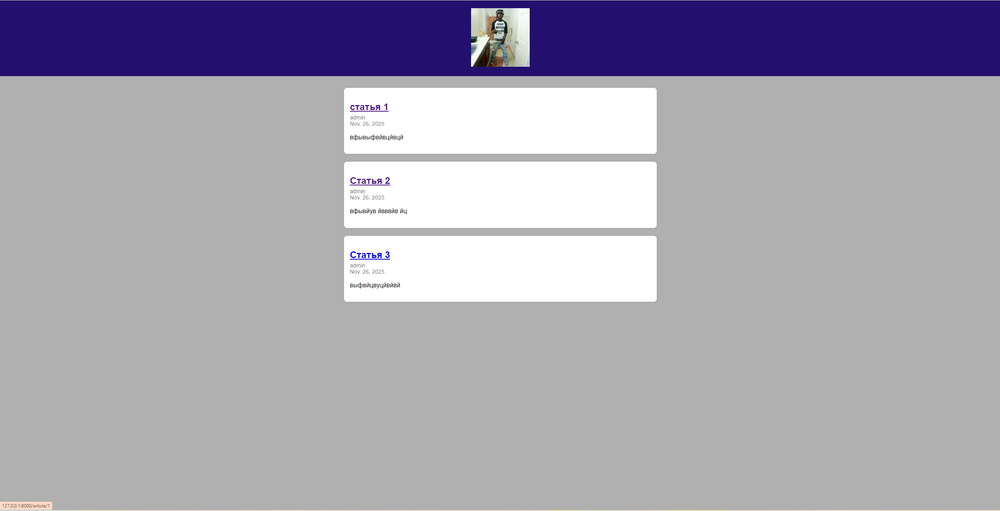 LEAD
NEVER
статья 1
admin
Nov. 26, 2025
вфывыфвйвцйвцй
Статья 2
admin
Nov. 26, 2025
вфывйув йвввйв йц
Статья 3
admin
Nov. 26, 2025
выфвйцвуцйвйвй
127.0.0.1:8000/article/1